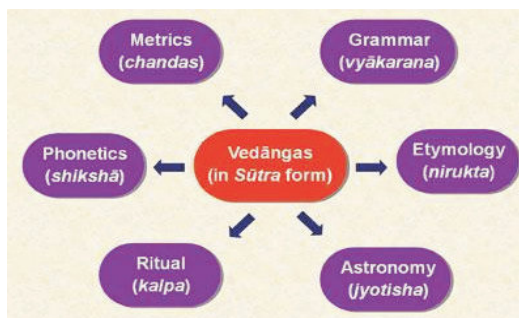 Metrics
(chandas)
Grammar
(vyākarana)
Phonetics
(shikshā)
Vedāngas
(in Sūtra form)
Etymology
(nirukta)
Ritual
(kalpa)
Astronomy
(jyotisha)